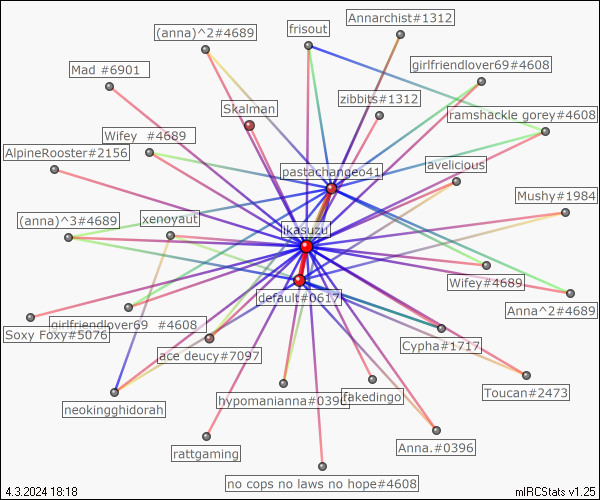 Annarchist#1312
(anna)^2#4689
frisout
Mad #6901
girlfriendlover69#4608
zibbits#1312
Skalman
ramshackle gorey#4608
Wifey  #4689
AlpineRooster#2156
pastachangeo41
avelicious
Mushy#1984
(anna)^3#4689
xenoyaut
ikasuzu
Wifey#4689
default#0617
Anna^2#4689
girlfriendlover69  #4608
Soxy Foxy#5076
Cypha#1717
ace deucy#7097
Toucan#2473
hypomanianna#0396
fakedingo
neokingghidorah
Anna.#0396
rattgaming
no cops no laws no hope#4608
4.3.2024 18:18
mIRCStats v1.25